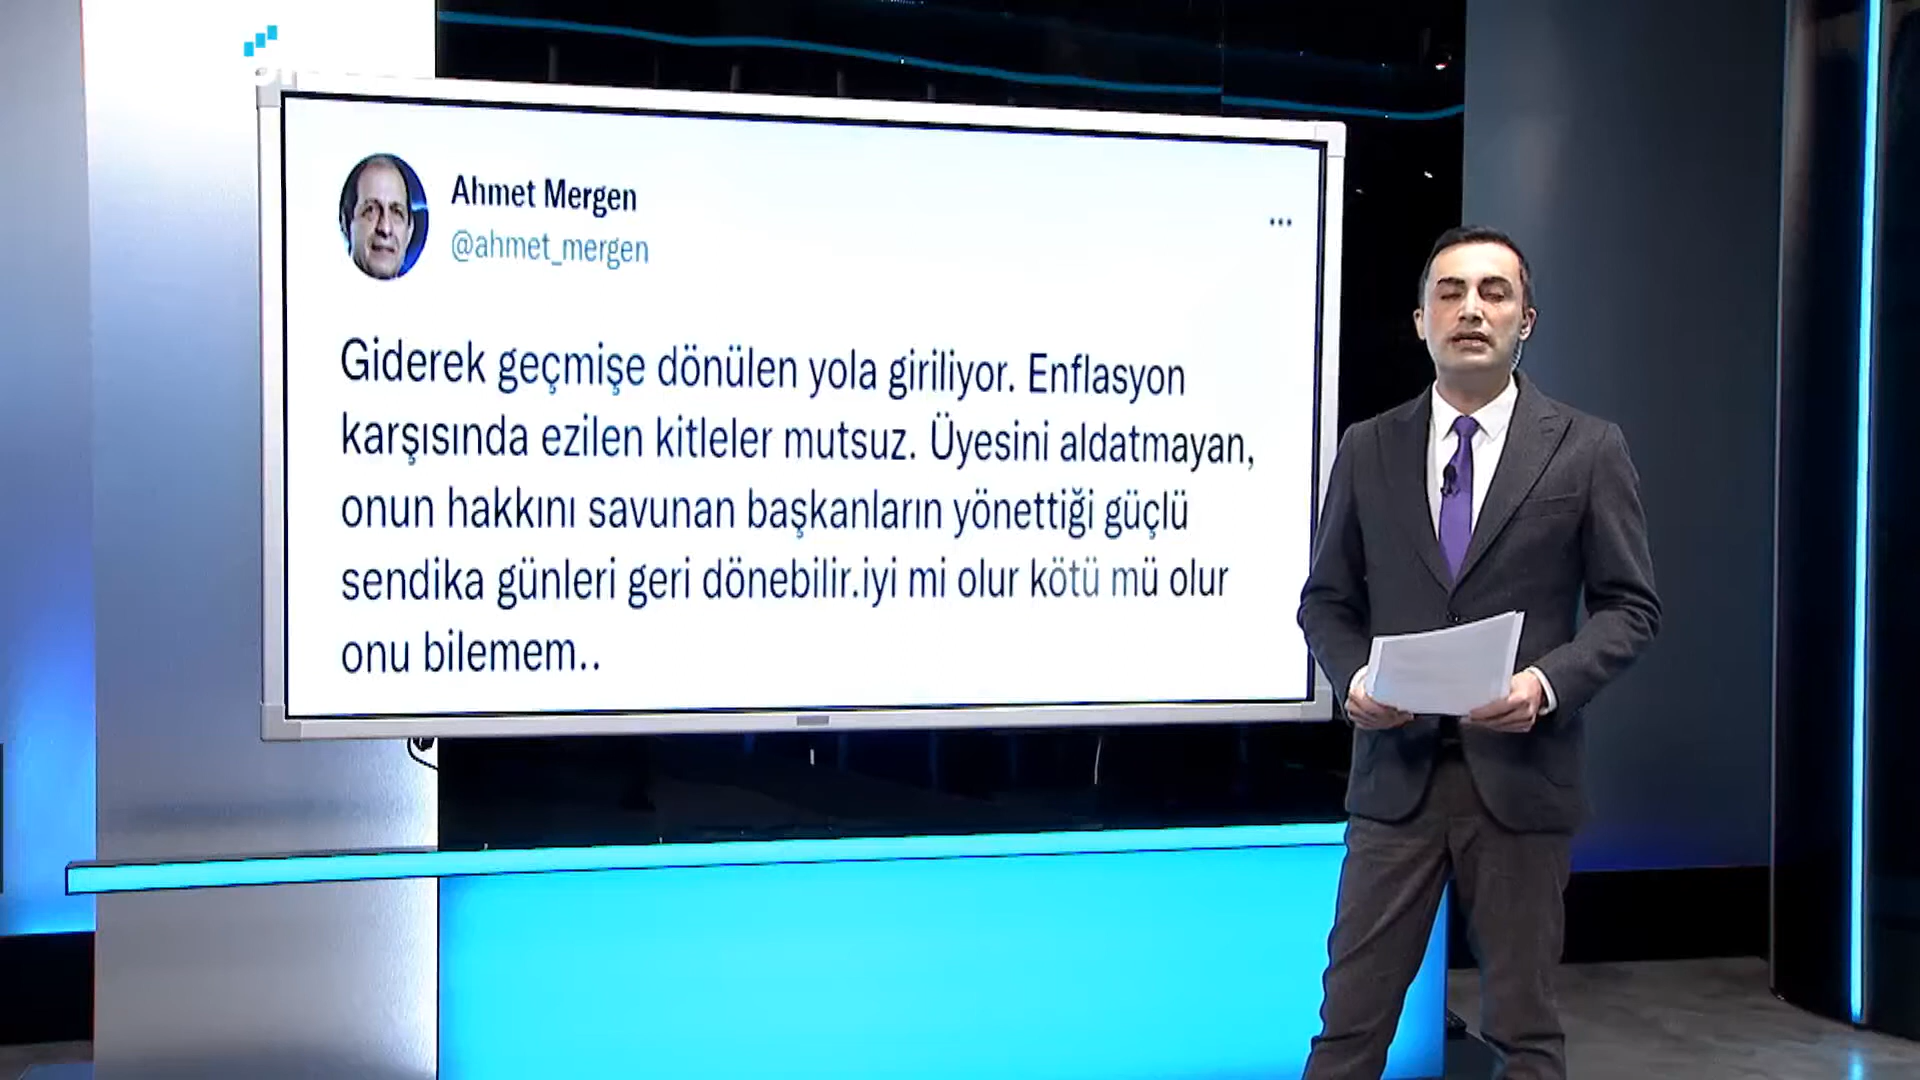 Ahmet Mergen
@ahmet_mergen
...
Giderek geçmişe dönülen yola giriliyor. Enflasyon
karşısında ezilen kitleler mutsuz. Üyesini aldatmayan,
onun hakkını savunan başkanların yönettiği güçlü
sendika günleri geri dönebilir.iyi mi olur kötü mü olur
onu bilemem..